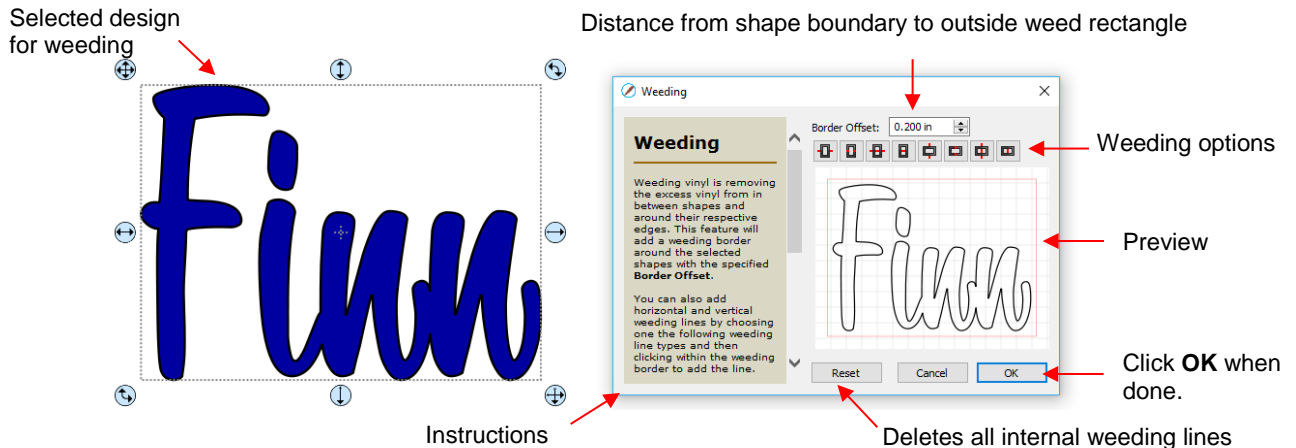 Selected design
for weeding
Distance from shape boundary to outside weed rectangle
Finn
Weeding
Weeding
Weeding vinyl is removing
the excess vinyl from in
between shapes and
around their respective
edges. This feature will
add a weeding border
around the selected
shapes with the specified
Border Offset.
You can also add
horizontal and vertical
weeding lines by choosing
one the following weeding
line types and then
clicking within the weeding
border to add the line.
Border Offset: 0.200 in
Weeding options
Finn
Preview
Reset Cancel OK
Click OK when
done.
Instructions
Deletes all internal weeding lines